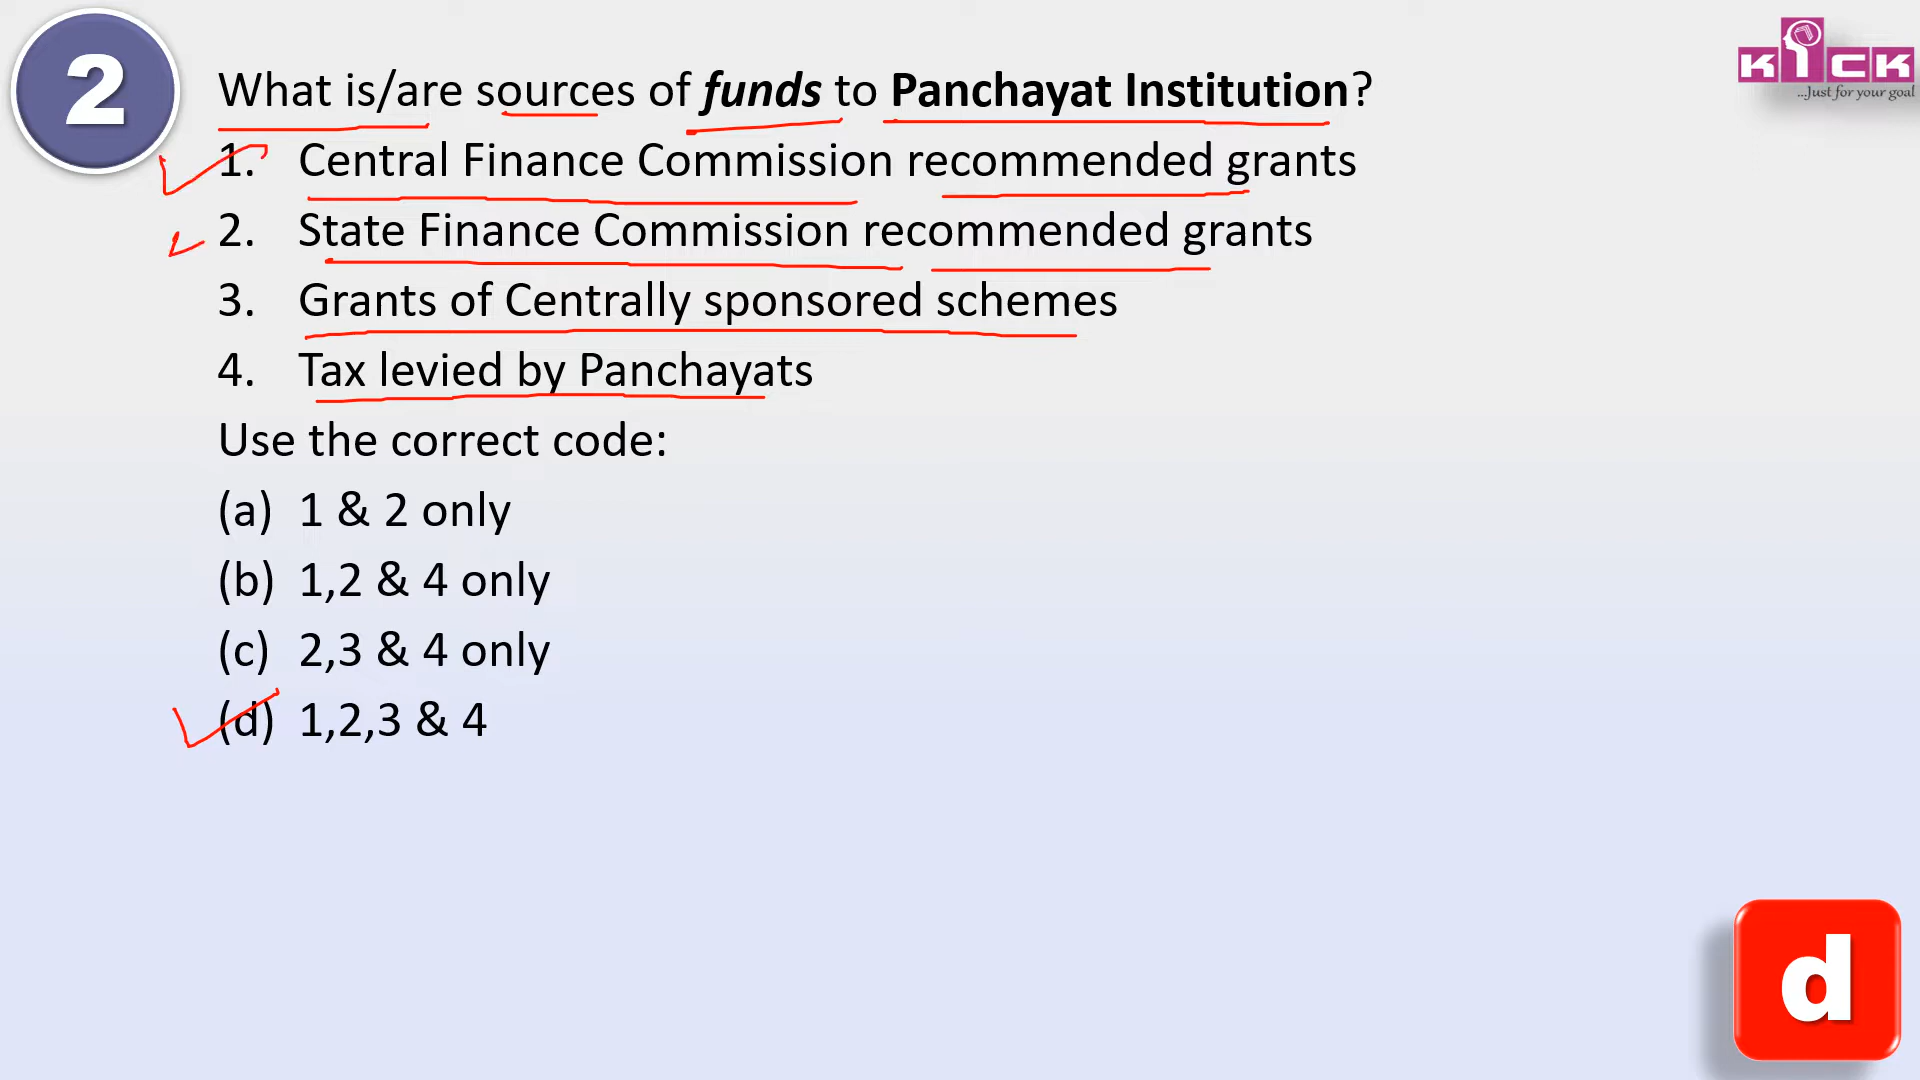 2
What is/are sources of funds to Panchayat Institution?
KICK
...Just for your goal
1. Central Finance Commission recommended grants
2. State Finance Commission recommended grants
3. Grants of Centrally sponsored schemes
4. Tax levied by Panchayats
Use the correct code:
(a) 1 & 2 only
(b) 1,2 & 4 only
(c) 2,3 & 4 only
(d) 1,2,3 & 4
d